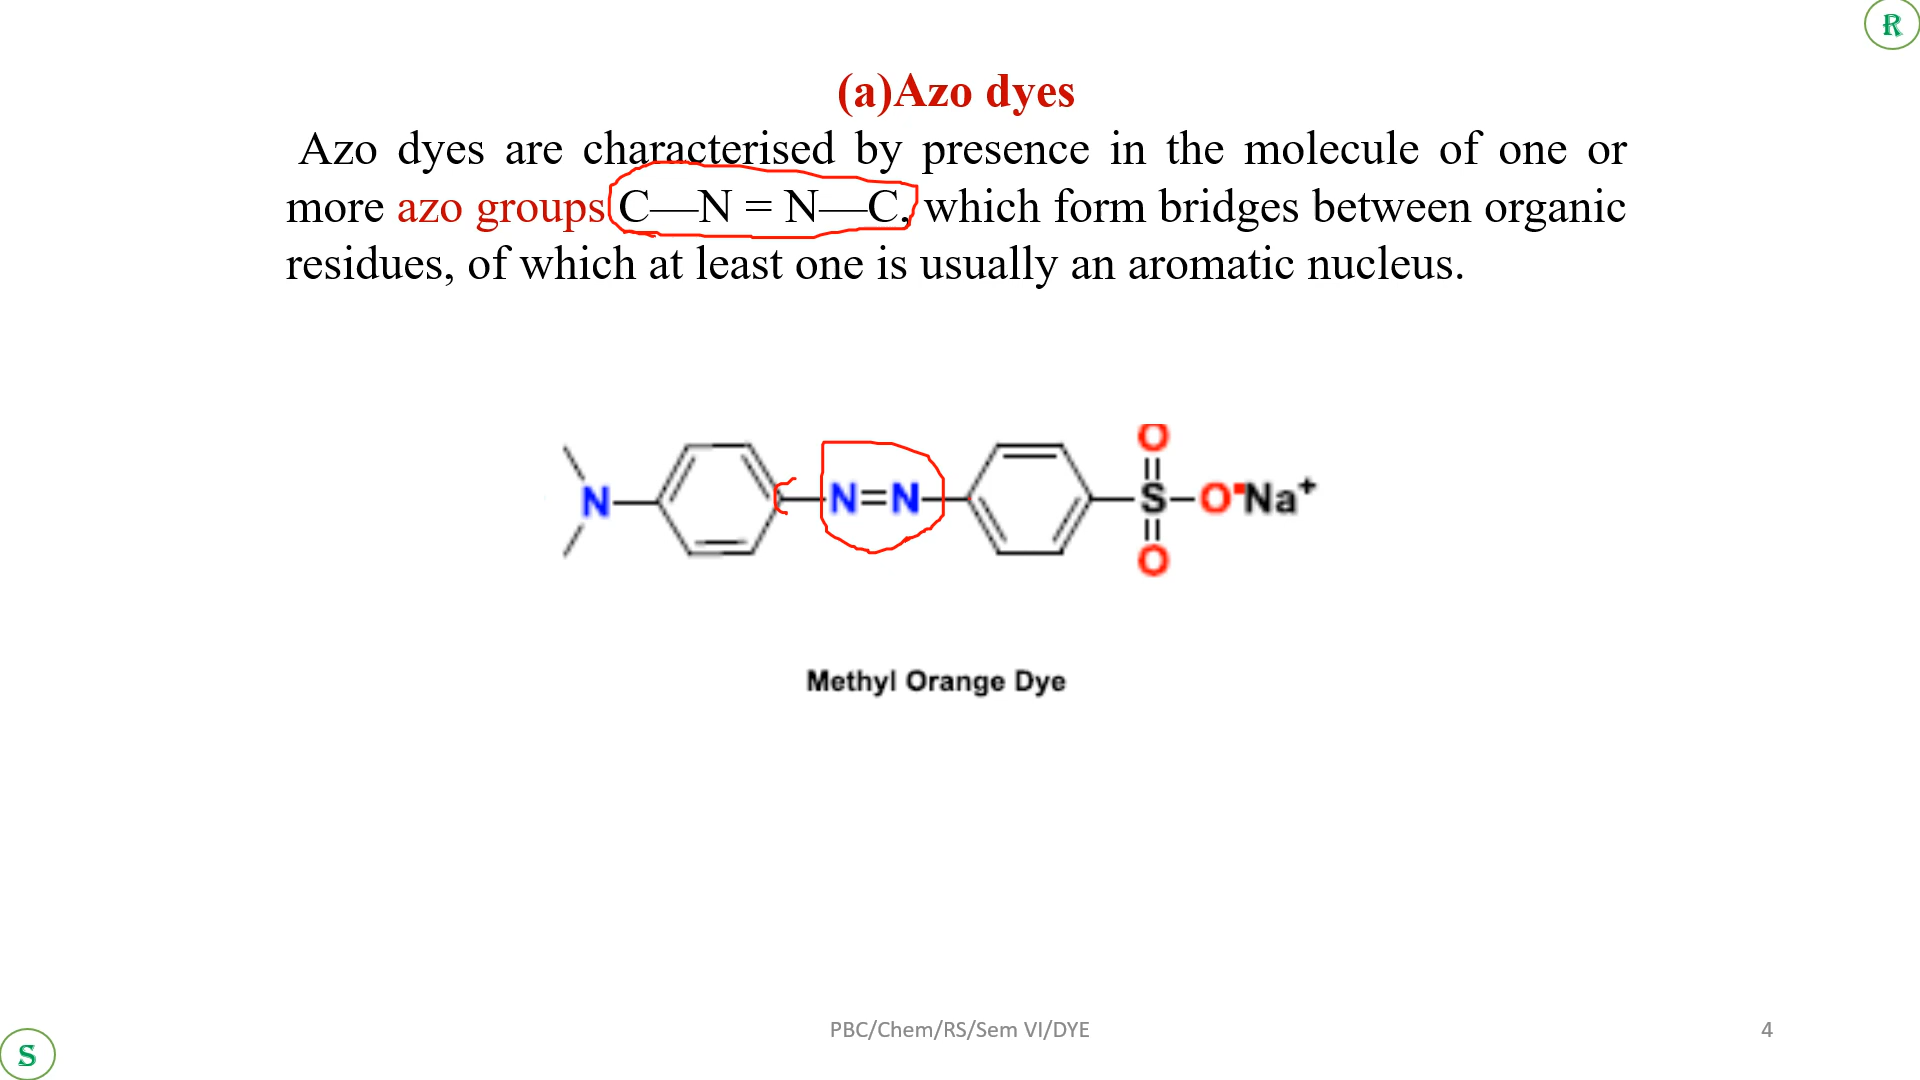 R
(a)Azo dyes
Azo dyes are characterised by presence in the molecule of one or
more azo groups C—N = N—C, which form bridges between organic
residues, of which at least one is usually an aromatic nucleus.
O
N N=N S-O⁻Na⁺
O
Methyl Orange Dye
PBC/Chem/RS/Sem VI/DYE 4
S